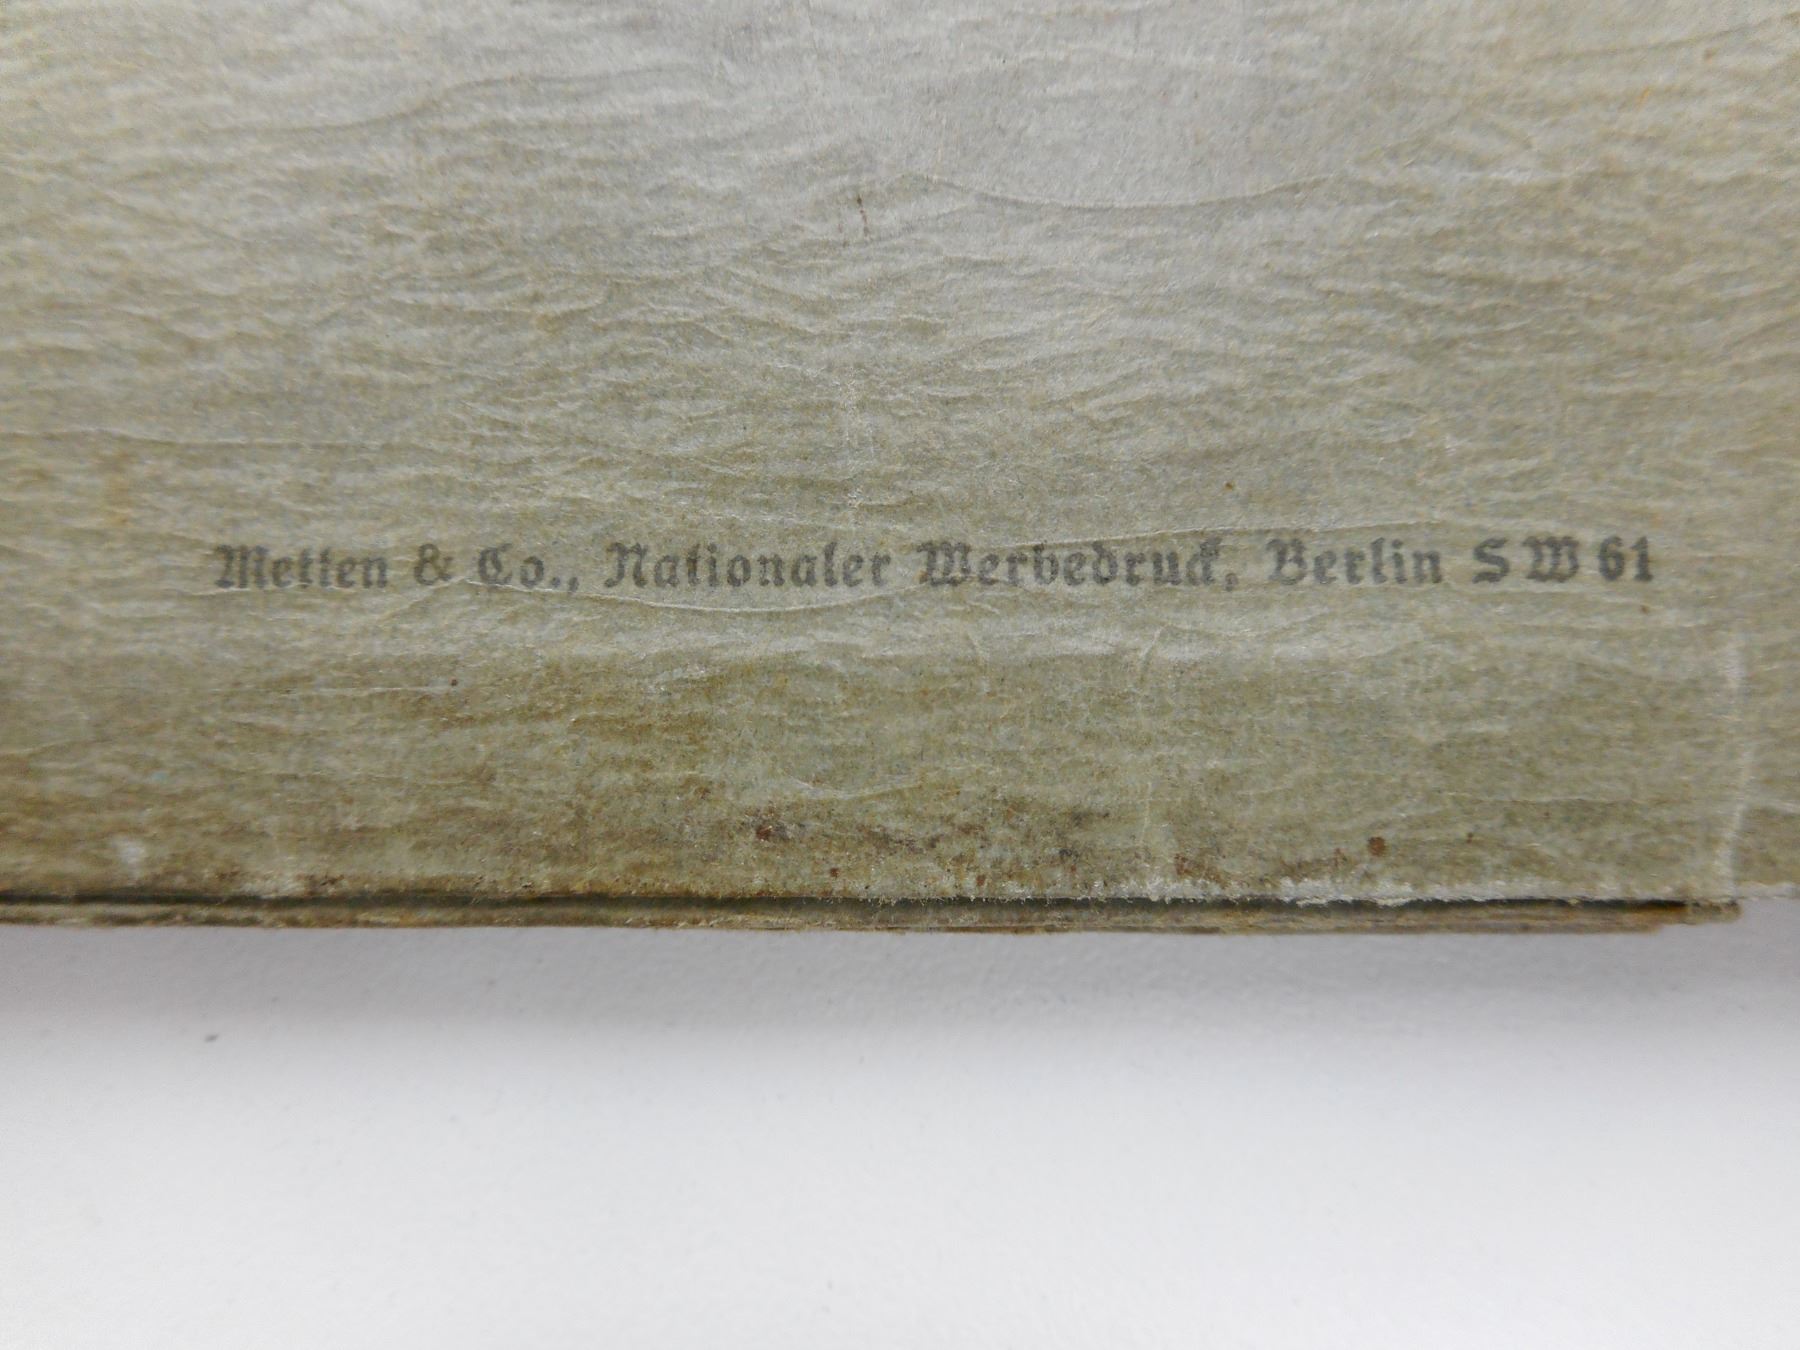 Metten & Co., Nationaler Werbedruck, Berlin SW 61